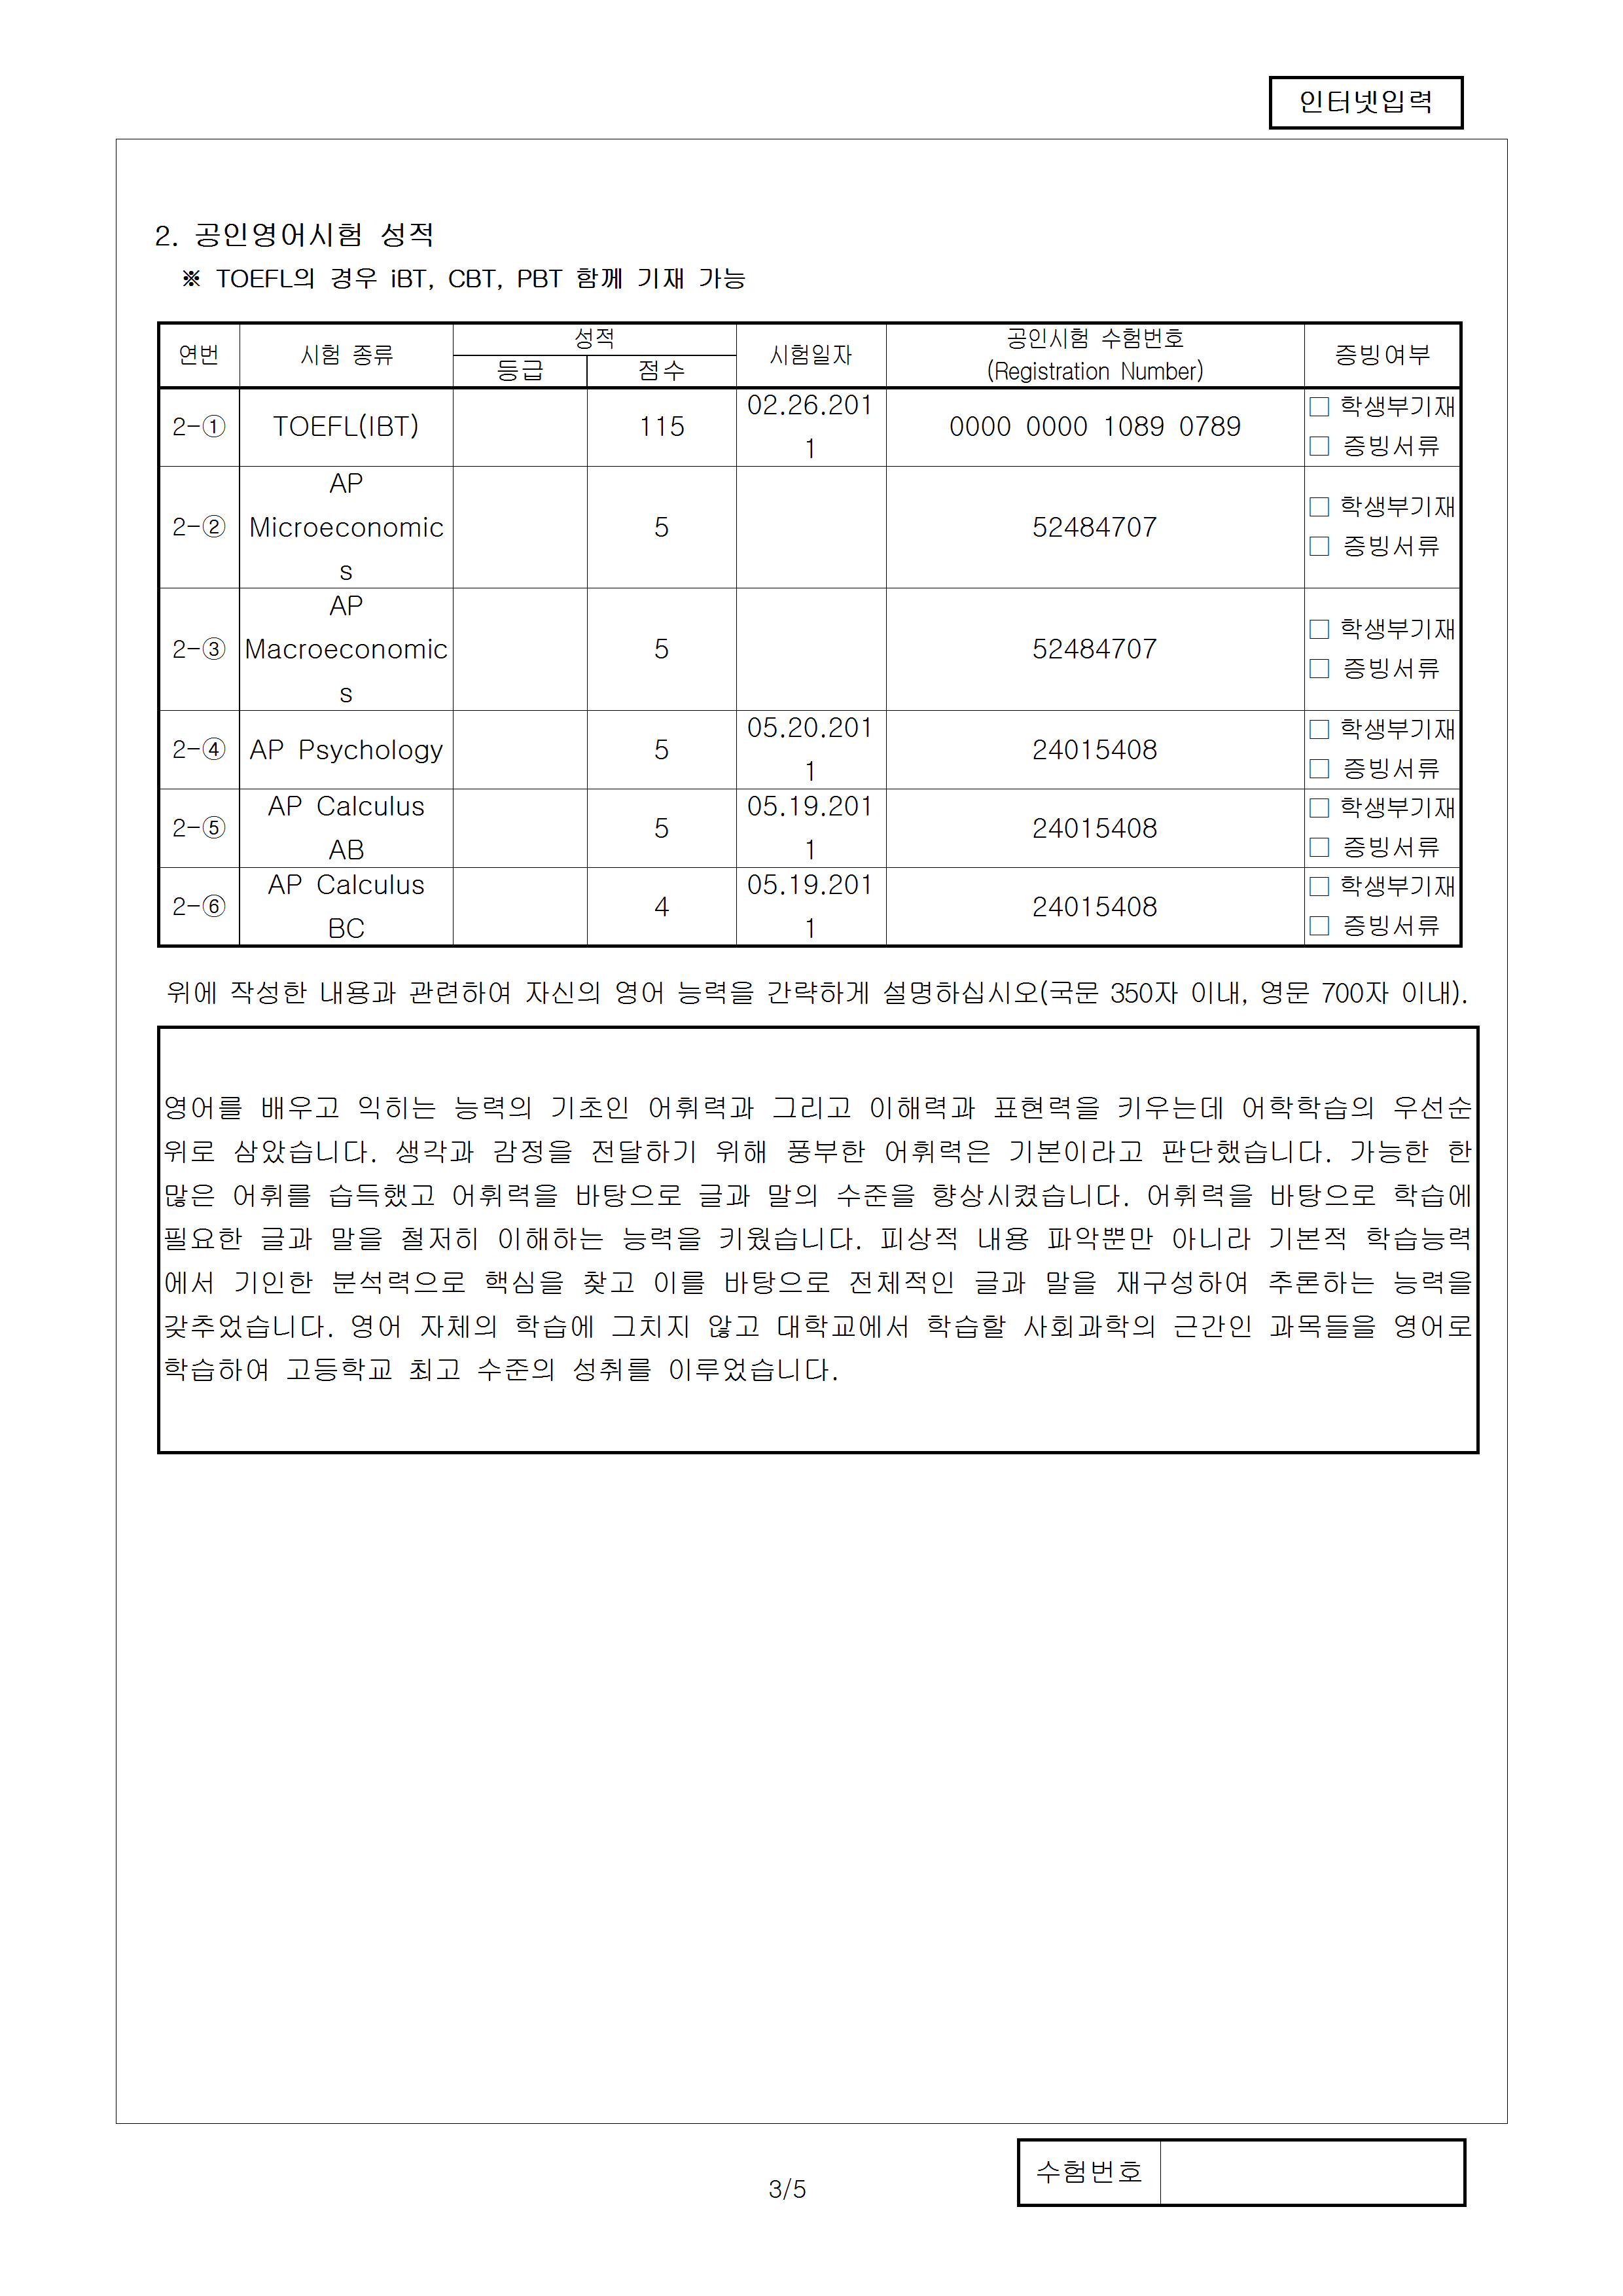 인터넷입력
2. 공인영어시험 성적
※ TOEFL의 경우 iBT, CBT, PBT 함께 기재 가능
연번 시험 종류 성적 시험일자 공인시험 수험번호 증빙여부
등급 점수 (Registration Number)
2-① TOEFL(IBT) 115 02.26.201 0000 0000 1089 0789 □ 학생부기재
1 □ 증빙서류
AP
2-② Microeconomic 5 52484707 □ 학생부기재
s □ 증빙서류
AP
2-③ Macroeconomic 5 52484707 □ 학생부기재
s □ 증빙서류
2-④ AP Psychology 5 05.20.201 24015408 □ 학생부기재
1 □ 증빙서류
2-⑤ AP Calculus 5 05.19.201 24015408 □ 학생부기재
AB 1 □ 증빙서류
2-⑥ AP Calculus 4 05.19.201 24015408 □ 학생부기재
BC 1 □ 증빙서류
위에 작성한 내용과 관련하여 자신의 영어 능력을 간략하게 설명하십시오(국문 350자 이내, 영문 700자 이내).
영어를 배우고 익히는 능력의 기초인 어휘력과 그리고 이해력과 표현력을 키우는데 어학학습의 우선순
위로 삼았습니다. 생각과 감정을 전달하기 위해 풍부한 어휘력은 기본이라고 판단했습니다. 가능한 한
많은 어휘를 습득했고 어휘력을 바탕으로 글과 말의 수준을 향상시켰습니다. 어휘력을 바탕으로 학습에
필요한 글과 말을 철저히 이해하는 능력을 키웠습니다. 피상적 내용 파악뿐만 아니라 기본적 학습능력
에서 기인한 분석력으로 핵심을 찾고 이를 바탕으로 전체적인 글과 말을 재구성하여 추론하는 능력을
갖추었습니다. 영어 자체의 학습에 그치지 않고 대학교에서 학습할 사회과학의 근간인 과목들을 영어로
학습하여 고등학교 최고 수준의 성취를 이루었습니다.
수험번호
3/5